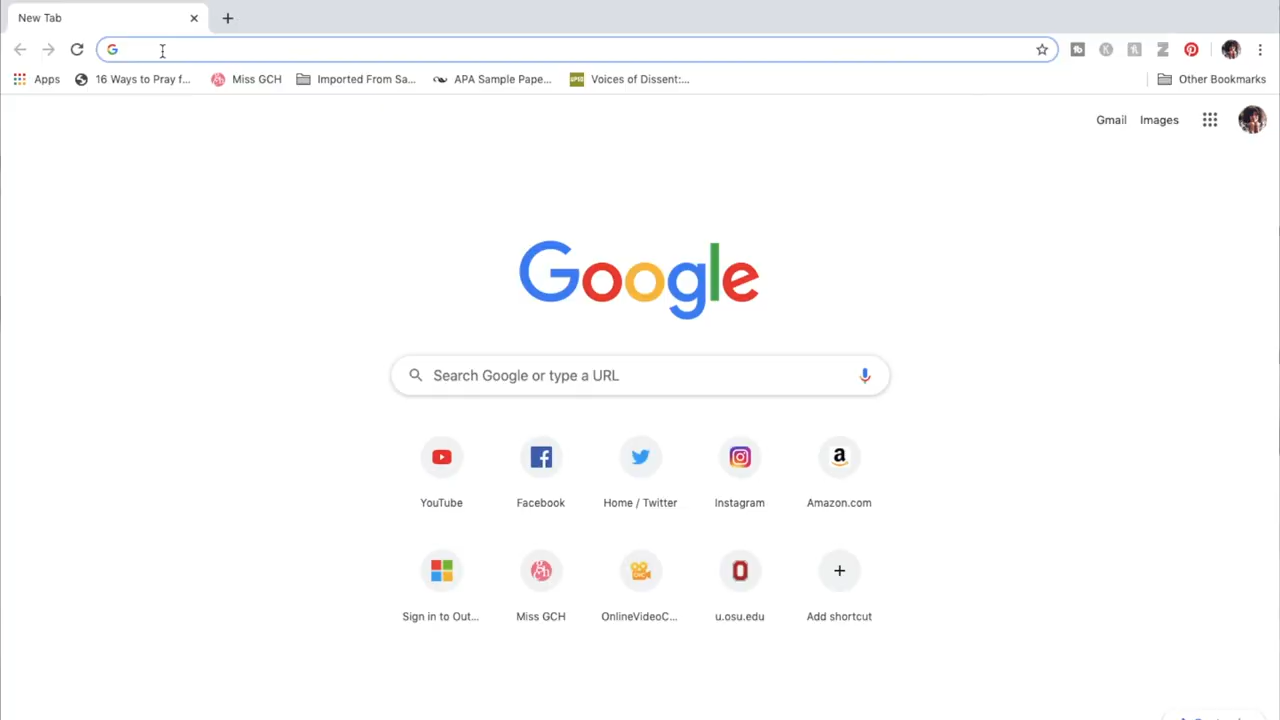 New Tab
Apps 16 Ways to Pray f... Miss GCH Imported From Sa... APA Sample Pape... Voices of Dissent:... Other Bookmarks
Gmail Images
Google
Search Google or type a URL
YouTube Facebook Home / Twitter Instagram Amazon.com
Sign in to Out... Miss GCH OnlineVideoC... u.osu.edu Add shortcut